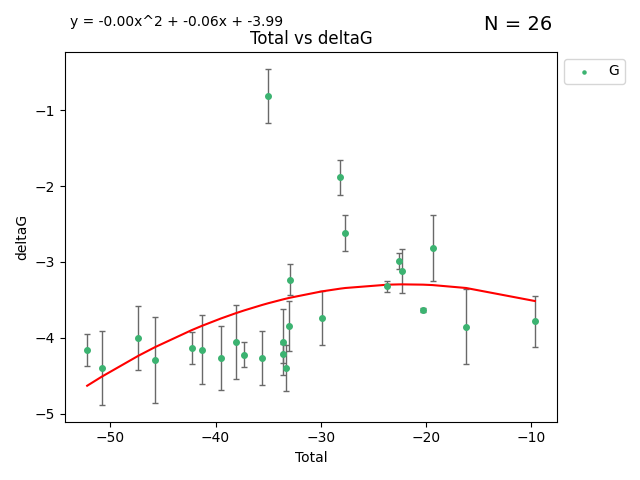 y = -0.00x^2 + -0.06x + -3.99
N = 26
Total vs deltaG
G
deltaG
−1
−2
−3
−4
−5
−50 −40 −30 −20 −10
Total